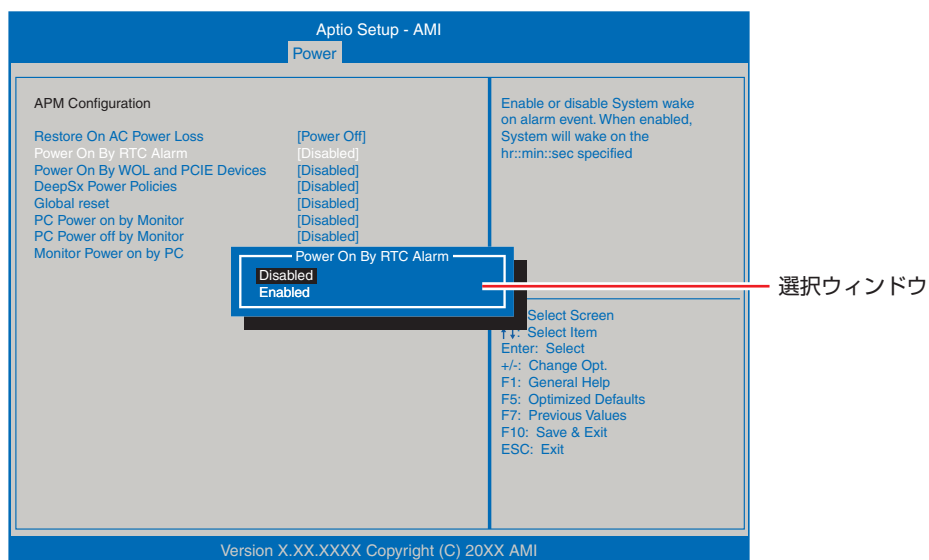 Aptio Setup - AMI
Power
APM Configuration
Restore On AC Power Loss [Power Off]
Power On By RTC Alarm [Disabled]
Power On By WOL and PCIE Devices [Disabled]
DeepSx Power Policies [Disabled]
Global reset [Disabled]
PC Power on by Monitor [Disabled]
PC Power off by Monitor [Disabled]
Monitor Power on by PC
Power On By RTC Alarm
Disabled
Enabled
選択ウィンドウ
Enable or disable System wake
on alarm event. When enabled,
System will wake on the
hr::min::sec specified
Select Screen
↑↓: Select Item
Enter: Select
+/-: Change Opt.
F1: General Help
F5: Optimized Defaults
F7: Previous Values
F10: Save & Exit
ESC: Exit
Version X.XX.XXXX Copyright (C) 20XX AMI